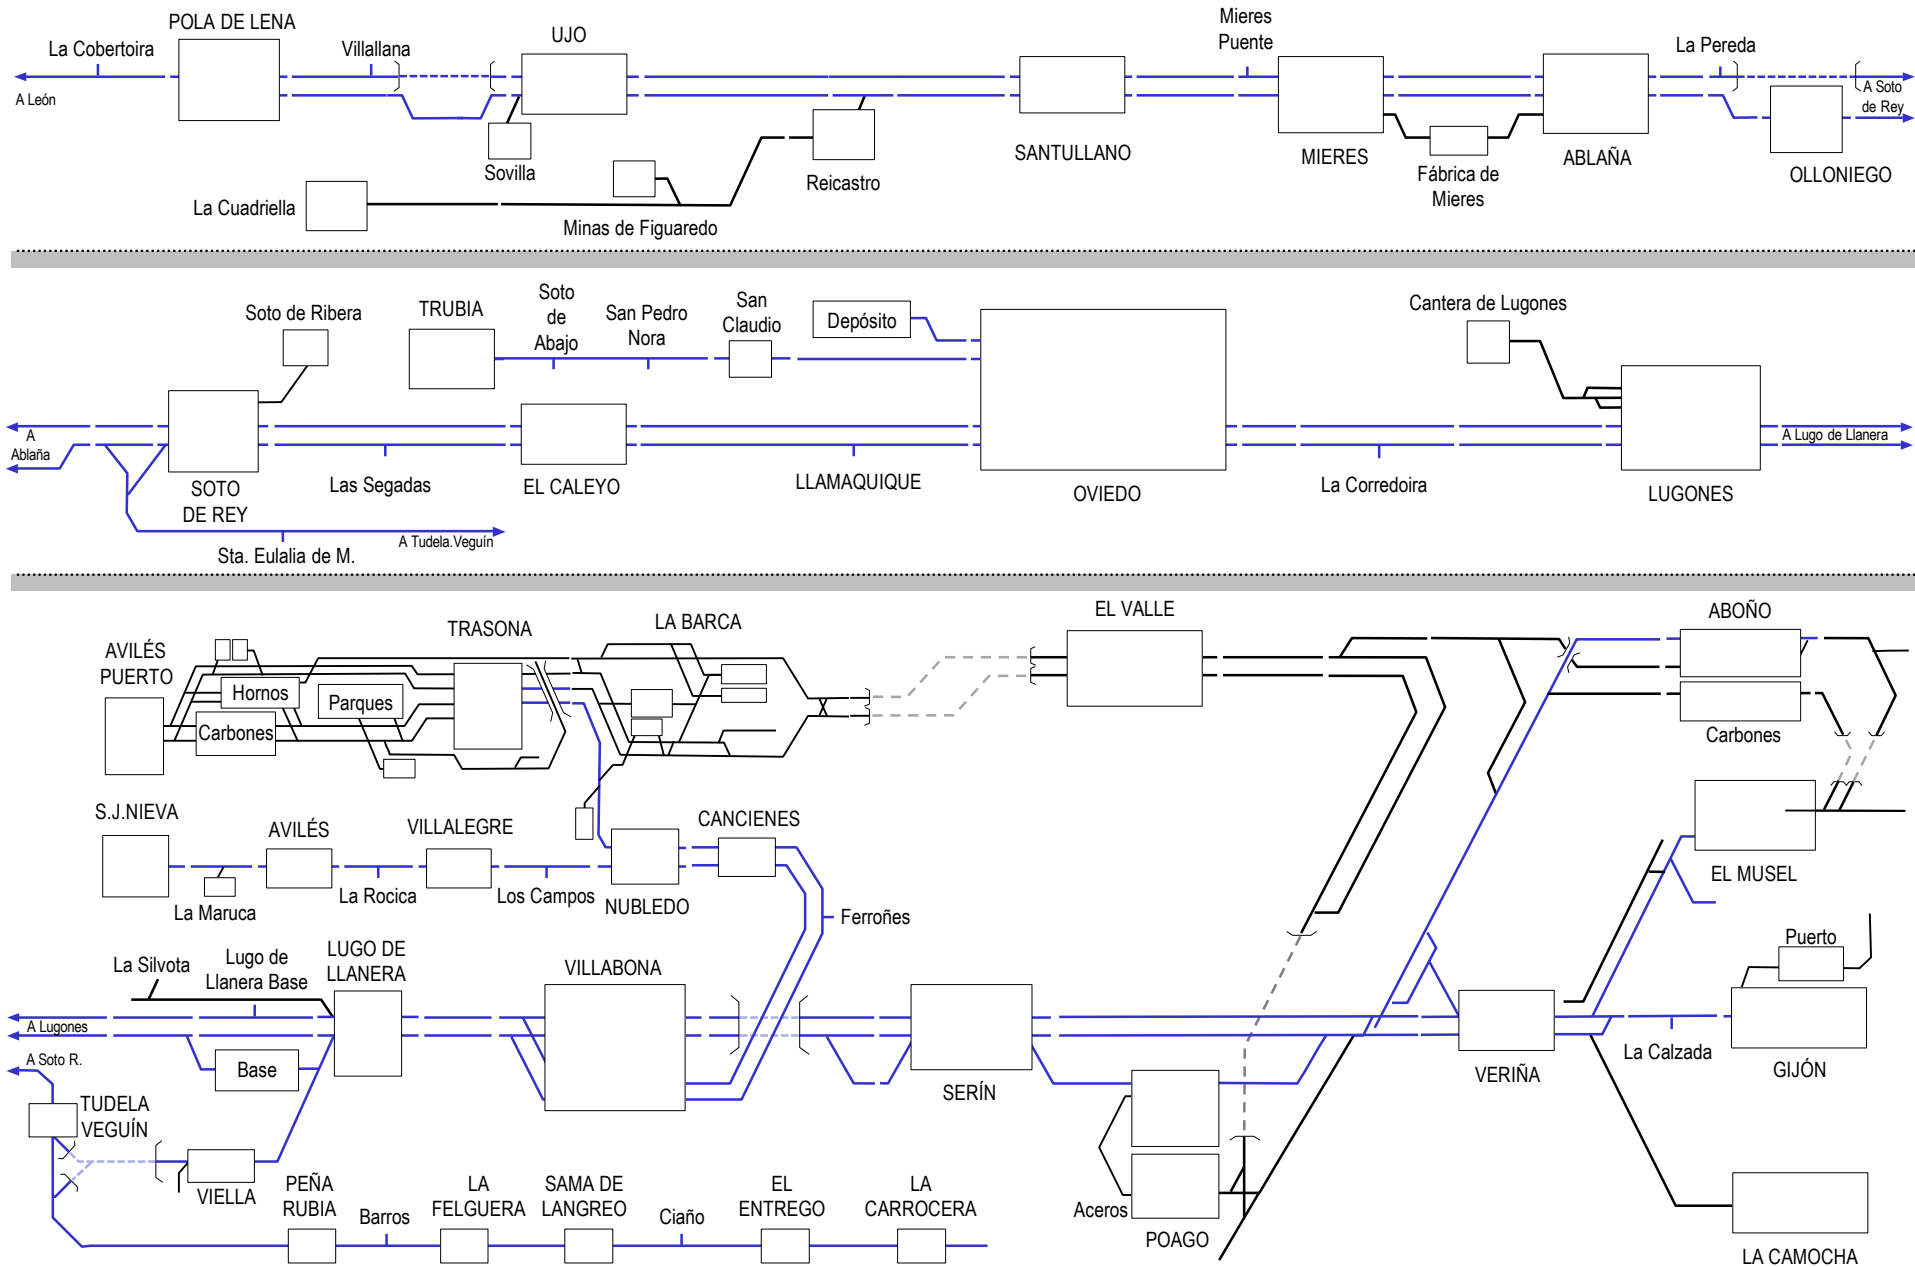 POLA DE LENA
La Cobertoira
Villallana
UJO
Mieres
Puente
La Pereda
A León
A Soto
de Rey
Sovilla
Reicastro
SANTULLANO
MIERES
Fábrica de
Mieres
ABLAÑA
OLLONIEGO
La Cuadriella
Minas de Figuaredo
Soto de Ribera
TRUBIA
Soto
de
Abajo
San Pedro
Nora
San
Claudio
Depósito
Cantera de Lugones
A
Ablaña
SOTO
DE REY
Las Segadas
EL CALEYO
LLAMAQUIQUE
OVIEDO
La Corredoira
LUGONES
A Lugo de Llanera
Sta. Eulalia de M.
A Tudela.Veguín
AVILÉS
PUERTO
TRASONA
LA BARCA
EL VALLE
ABOÑO
Hornos
Parques
Carbones
Carbones
S.J.NIEVA
AVILÉS
VILLALEGRE
CANCIENES
La Maruca
La Rocica
Los Campos
NUBLEDO
Ferroñes
EL MUSEL
La Silvota
Lugo de
Llanera Base
LUGO DE
LLANERA
VILLABONA
Puerto
A Lugones
Base
A Soto R.
SERÍN
VERIÑA
La Calzada
GIJÓN
TUDELA
VEGUÍN
VIELLA
PEÑA
RUBIA
Barros
LA
FELGUERA
SAMA DE
LANGREO
Ciaño
EL
ENTREGO
LA
CARROCERA
Aceros
POAGO
LA CAMOCHA